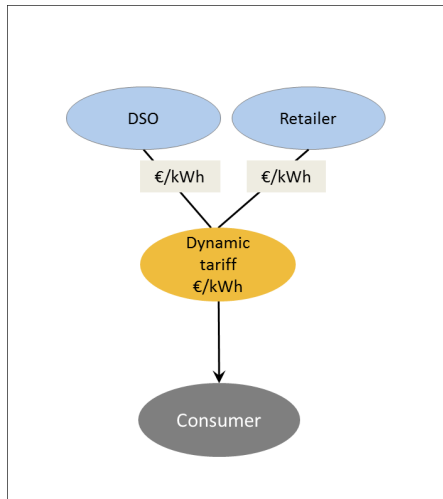 DSO
Retailer
€/kWh
€/kWh
Dynamic
tariff
€/kWh
Consumer